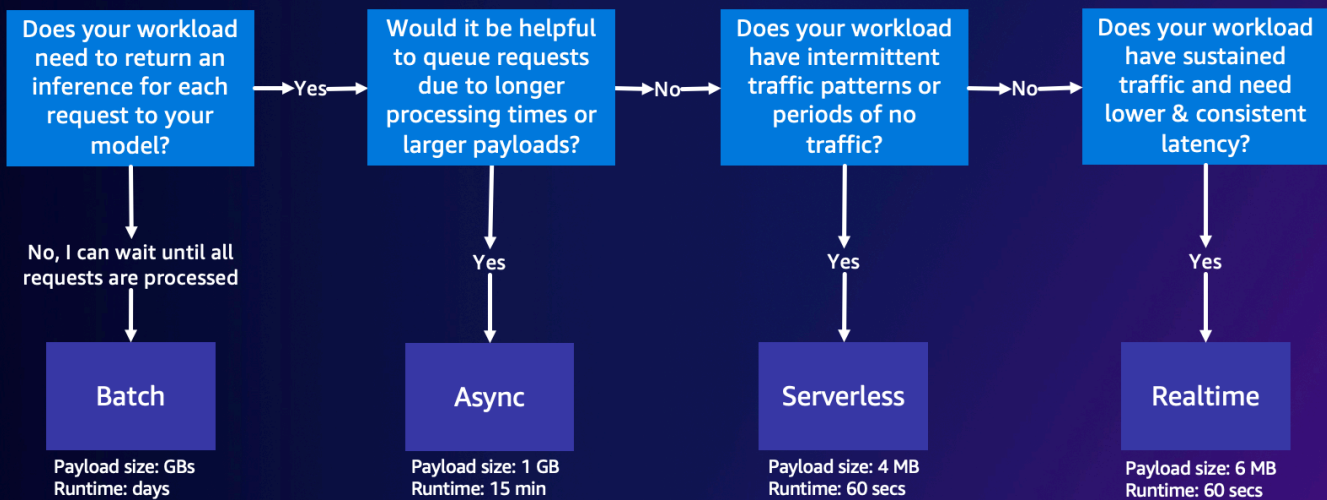 Does your workload
need to return an
inference for each
request to your
model?
Yes
Would it be helpful
to queue requests
due to longer
processing times or
larger payloads?
No
Does your workload
have intermittent
traffic patterns or
periods of no
traffic?
No
Does your workload
have sustained
traffic and need
lower & consistent
latency?
No, I can wait until all
requests are processed
Yes
Yes
Yes
Batch
Async
Serverless
Realtime
Payload size: GBs
Runtime: days
Payload size: 1 GB
Runtime: 15 min
Payload size: 4 MB
Runtime: 60 secs
Payload size: 6 MB
Runtime: 60 secs